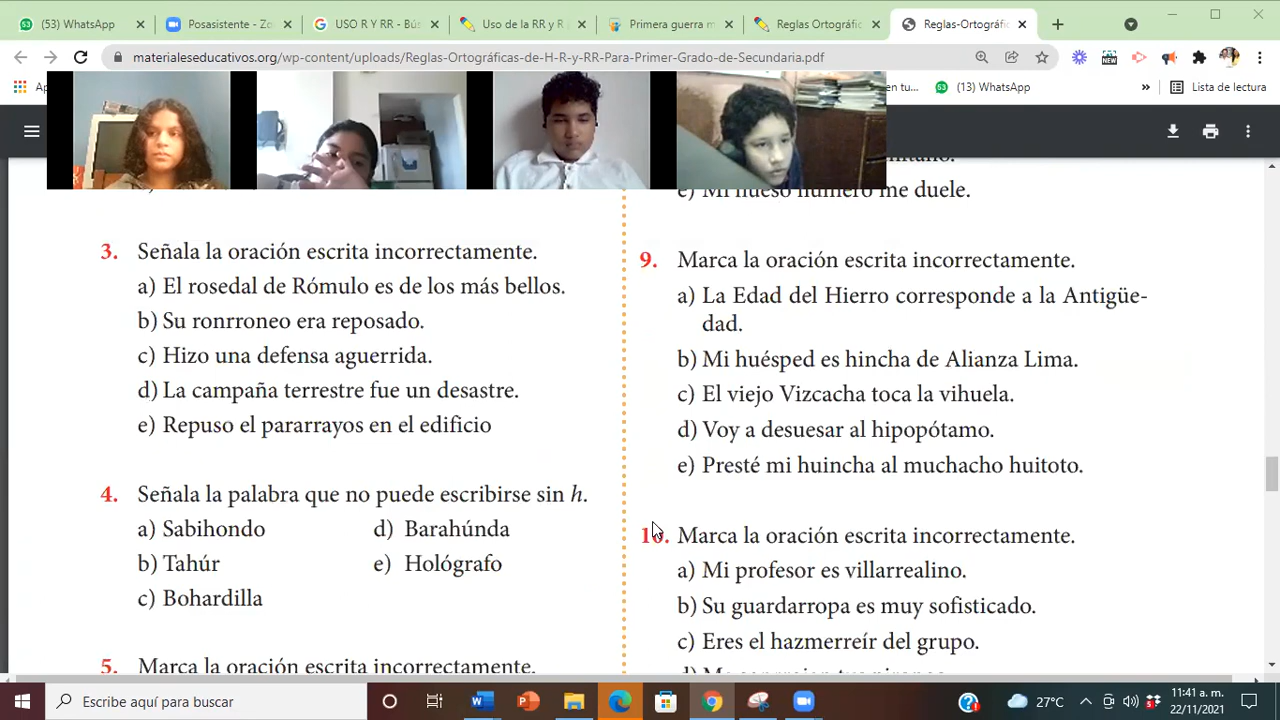 (53) WhatsApp
Posasistente - Zo
USO R Y RR - Bús
Uso de la RR y R
Primera guerra m
Reglas Ortográfic
Reglas-Ortográfic
materialeseducativos.org/wp-content/uploads/Reglas-Ortográficas-de-H-R-y-RR-Para-Primer-Grado-de-Secundaria.pdf
NEW
Ap
en tu...
(13) WhatsApp
»
Lista de lectura
e) Mi hueso húmero me duele.
3. Señala la oración escrita incorrectamente.
a) El rosedal de Rómulo es de los más bellos.
b) Su ronrroneo era reposado.
c) Hizo una defensa aguerrida.
d) La campaña terrestre fue un desastre.
e) Repuso el pararrayos en el edificio
4. Señala la palabra que no puede escribirse sin h.
a) Sabihondo
d) Barahúnda
b) Tahúr
e) Hológrafo
c) Bohardilla
5. Marca la oración escrita incorrectamente.
9. Marca la oración escrita incorrectamente.
a) La Edad del Hierro corresponde a la Antigüe-
dad.
b) Mi huésped es hincha de Alianza Lima.
c) El viejo Vizcacha toca la vihuela.
d) Voy a desuesar al hipopótamo.
e) Presté mi huincha al muchacho huitoto.
10. Marca la oración escrita incorrectamente.
a) Mi profesor es villarrealino.
b) Su guardarropa es muy sofisticado.
c) Eres el hazmerreír del grupo.
Escribe aquí para buscar
27°C
11:41 a. m.
22/11/2021